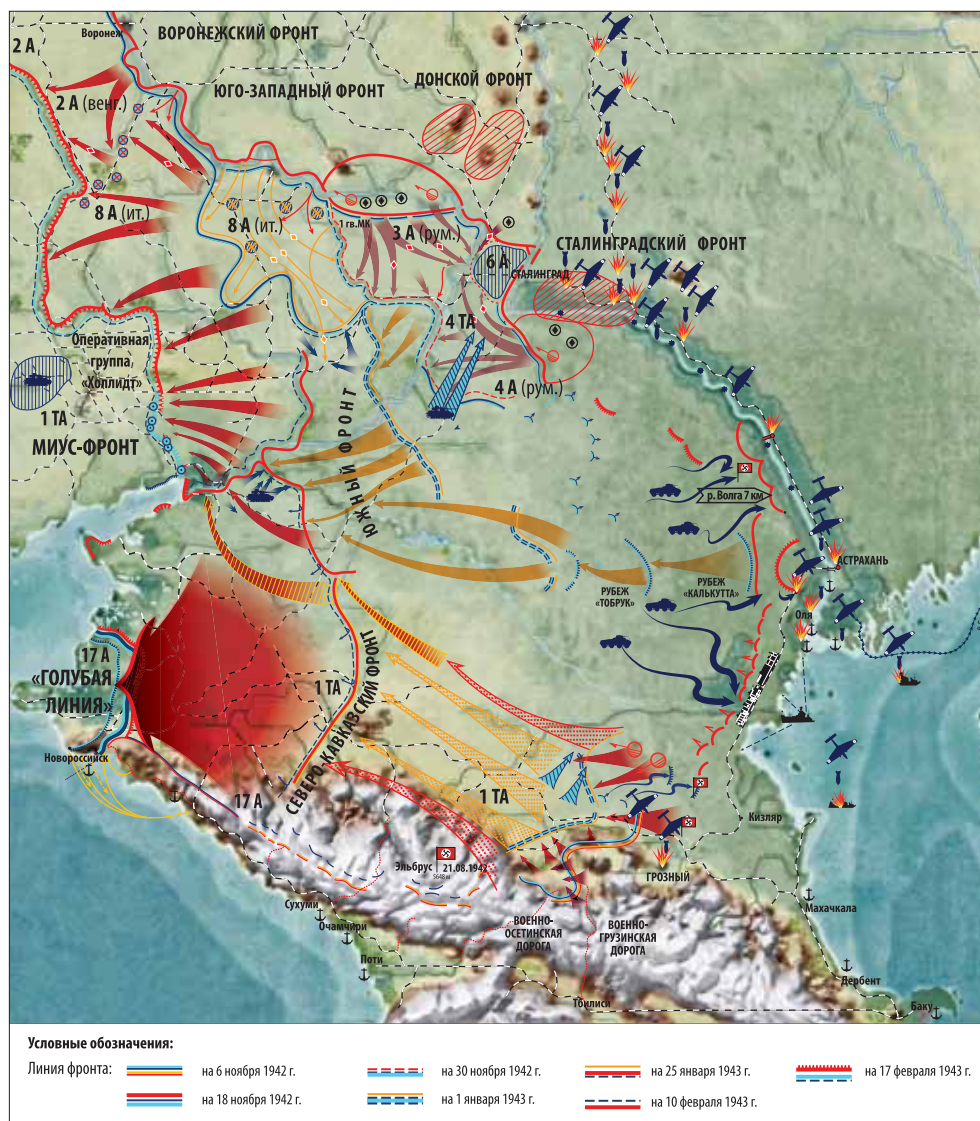 Воронеж
ВОРОНЕЖСКИЙ ФРОНТ
2 А
ДОНСКОЙ ФРОНТ
ЮГО-ЗАПАДНЫЙ ФРОНТ
2 А (венг.)
8 А (ит.)
8 А (ит.)
1 гв.МК
3 А (рум.)
6 А
СТАЛИНГРАД
СТАЛИНГРАДСКИЙ ФРОНТ
4 ТА
4 А (рум.)
Оперативная
группа
«Холлидт»
1 ТА
МИУС-ФРОНТ
ЮЖНЫЙ ФРОНТ
р. Волга 7 км
АСТРАХАНЬ
РУБЕЖ
«ТОБРУК»
РУБЕЖ
«КАЛЬКУТТА»
Оля
17 А
«ГОЛУБАЯ
ЛИНИЯ»
1 ТА
СЕВЕРО-КАВКАЗСКИЙ ФРОНТ
Новороссийск
17 А
1 ТА
Кизляр
Эльбрус
21.08.1942
5648 м
ГРОЗНЫЙ
Сухуми
Очамчири
ВОЕННО-
ОСЕТИНСКАЯ
ДОРОГА
ВОЕННО-
ГРУЗИНСКАЯ
ДОРОГА
Махачкала
Поти
Дербент
Тбилиси
Баку
Условные обозначения:
Линия фронта:
на 6 ноября 1942 г.
на 30 ноября 1942 г.
на 25 января 1943 г.
на 17 февраля 1943 г.
на 18 ноября 1942 г.
на 1 января 1943 г.
на 10 февраля 1943 г.